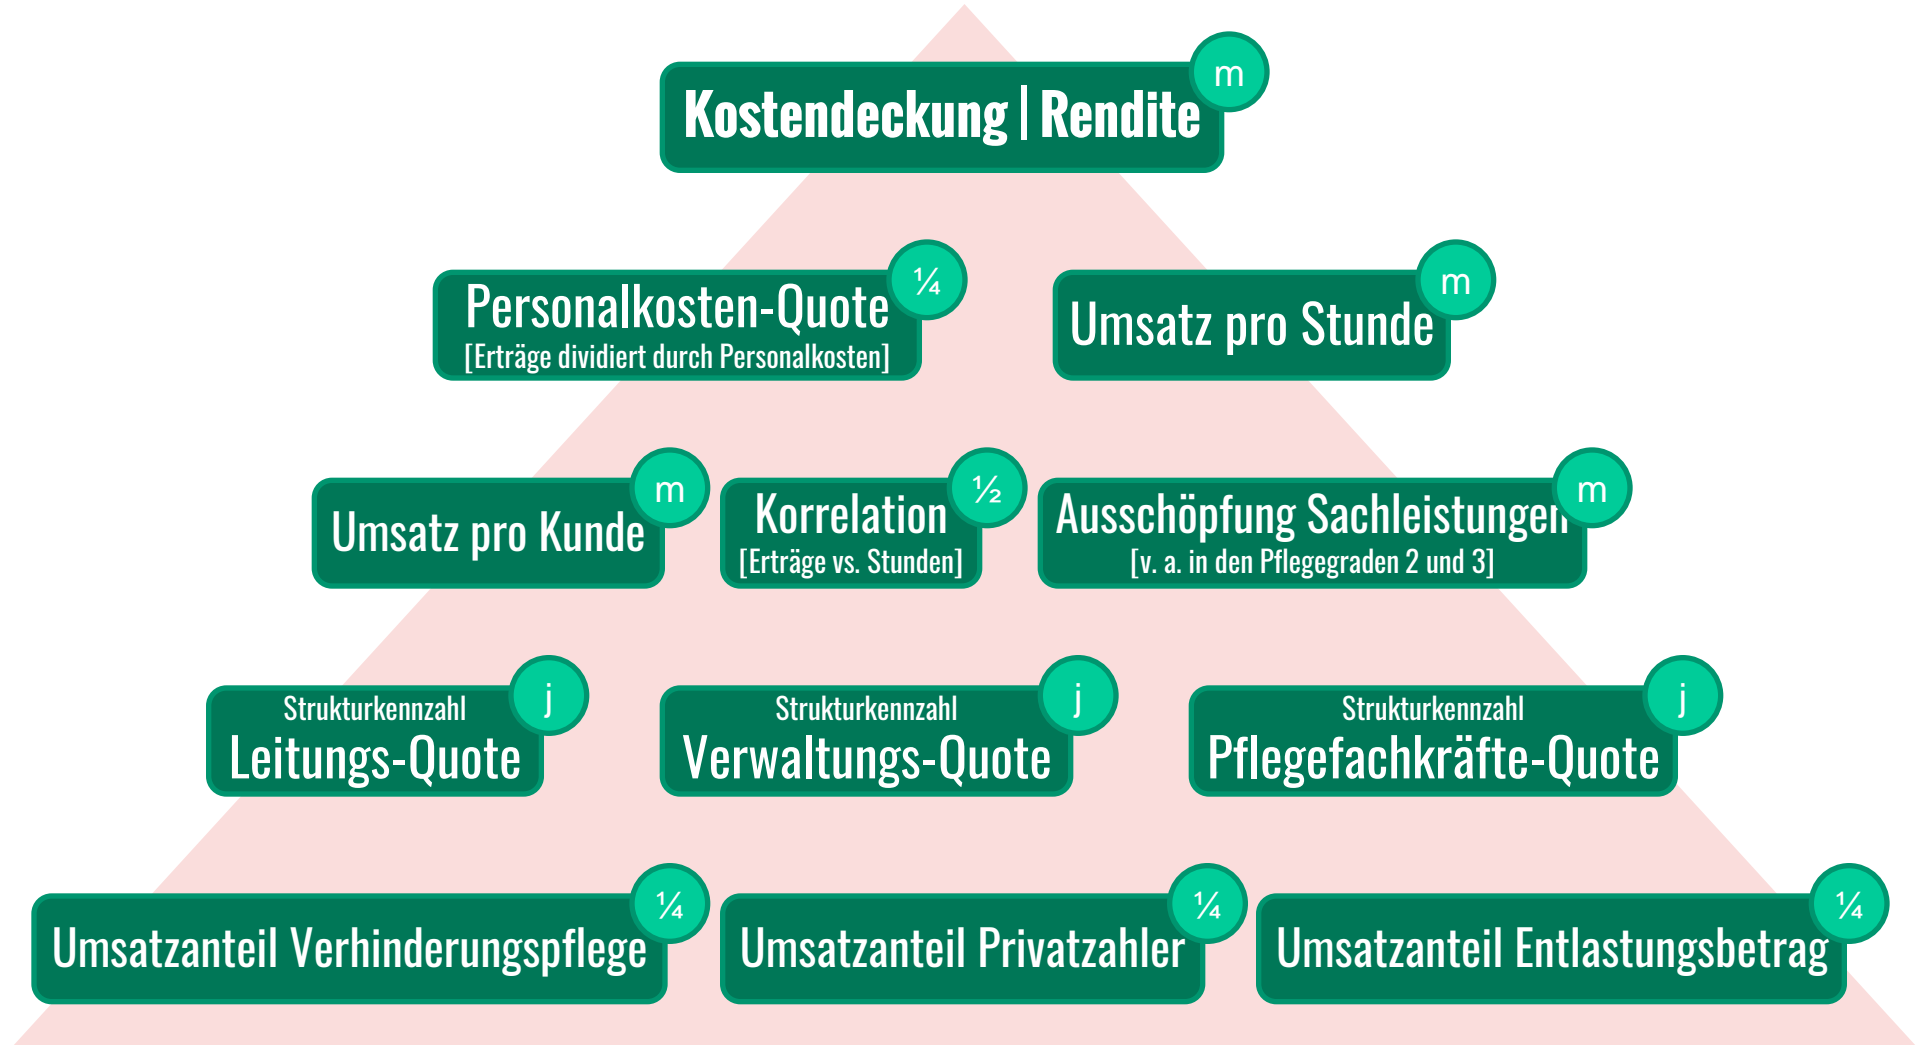 m
Kostendeckung | Rendite
¼
Personalkosten-Quote
[Erträge dividiert durch Personalkosten]
m
Umsatz pro Stunde
m
Umsatz pro Kunde
½
Korrelation
[Erträge vs. Stunden]
m
Ausschöpfung Sachleistungen
[v. a. in den Pflegegraden 2 und 3]
j
Strukturkennzahl
Leitungs-Quote
j
Strukturkennzahl
Verwaltungs-Quote
j
Strukturkennzahl
Pflegefachkräfte-Quote
¼
Umsatzanteil Verhinderungspflege
¼
Umsatzanteil Privatzahler
¼
Umsatzanteil Entlastungsbetrag